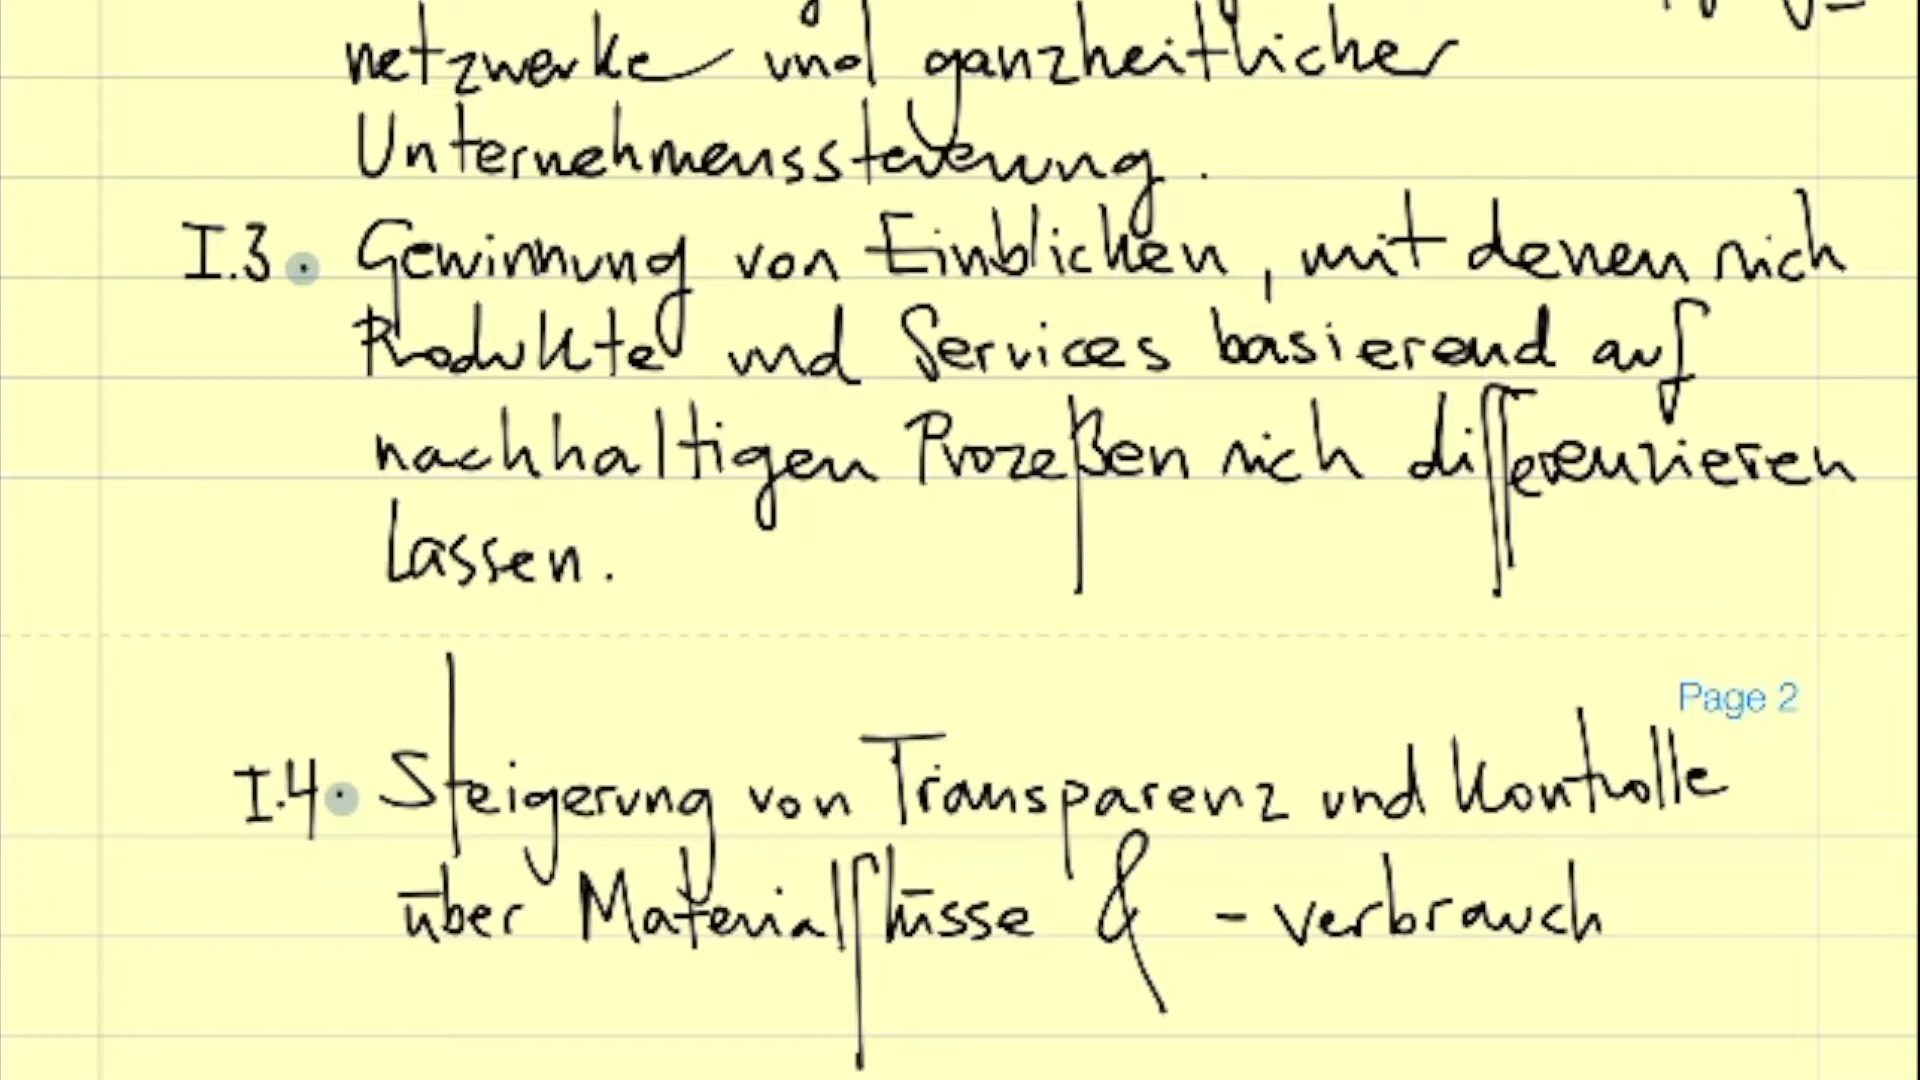 netzwerke und ganzheitlicher
Unternehmenssteuerung.
I.3. Gewinnung von Einblicken, mit denen sich
Produkte und Services basierend auf
nachhaltigen Prozeßen sich differenzieren
lassen.
Page 2
I.4. Steigerung von Transparenz und Kontrolle
über Materialflüsse & -verbrauch